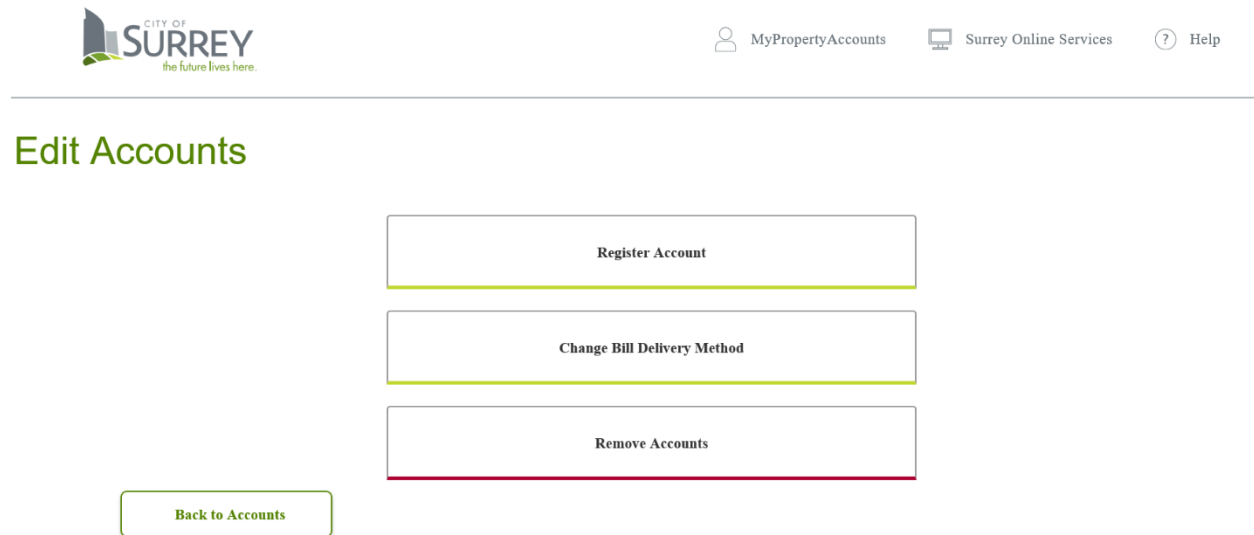 CITY OF
SURREY
the future lives here.
MyPropertyAccounts
Surrey Online Services
? Help
Edit Accounts
Register Account
Change Bill Delivery Method
Remove Accounts
Back to Accounts